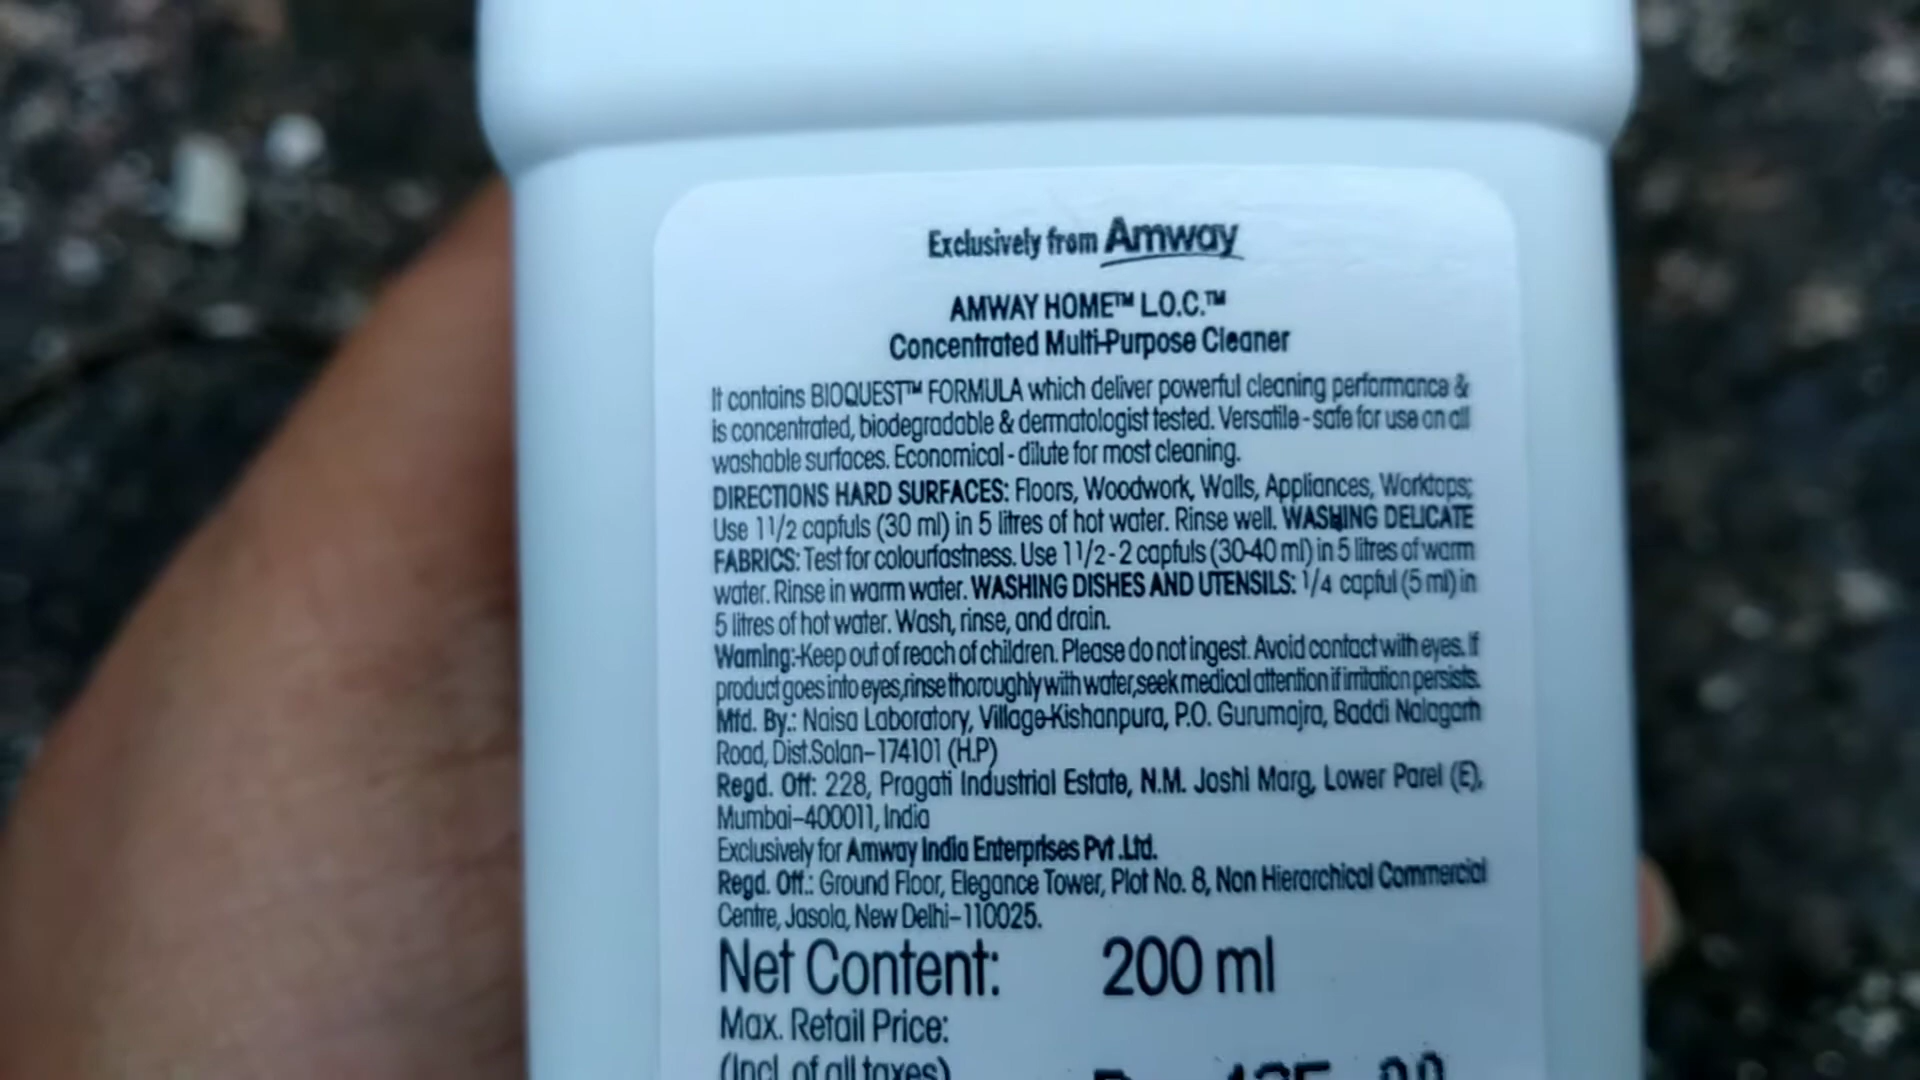 Exclusively from Amway
AMWAY HOME™ L.O.C.™
Concentrated Multi-Purpose Cleaner
It contains BIOQUEST™ FORMULA which deliver powerful cleaning performance &
is concentrated, biodegradable & dermatologist tested. Versatile - safe for use on all
washable surfaces. Economical - dilute for most cleaning.
DIRECTIONS HARD SURFACES: Floors, Woodwork, Walls, Appliances, Worktops;
Use 1 1/2 capfuls (30 ml) in 5 litres of hot water. Rinse well. WASHING DELICATE
FABRICS: Test for colourfastness. Use 1 1/2 - 2 capfuls (30-40 ml) in 5 litres of warm
water. Rinse in warm water. WASHING DISHES AND UTENSILS: 1/4 capful (5 ml) in
5 litres of hot water. Wash, rinse, and drain.
Warning:-Keep out of reach of children. Please do not ingest. Avoid contact with eyes. If
product goes into eyes,rinse thoroughly with water,seek medical attention if irritation persists.
Mfd. By.: Naisa Laboratory, Village-Kishanpura, P.O. Gurumajra, Baddi Nalagarh
Road, Dist.Solan-174101 (H.P)
Regd. Off: 228, Pragati Industrial Estate, N.M. Joshi Marg, Lower Parel (E),
Mumbai-400011, India
Exclusively for Amway India Enterprises Pvt .Ltd.
Regd. Off.: Ground Floor, Elegance Tower, Plot No. 8, Non Hierarchical Commercial
Centre, Jasola, New Delhi-110025.
Net Content: 200 ml
Max. Retail Price:
(Incl. of all taxes)